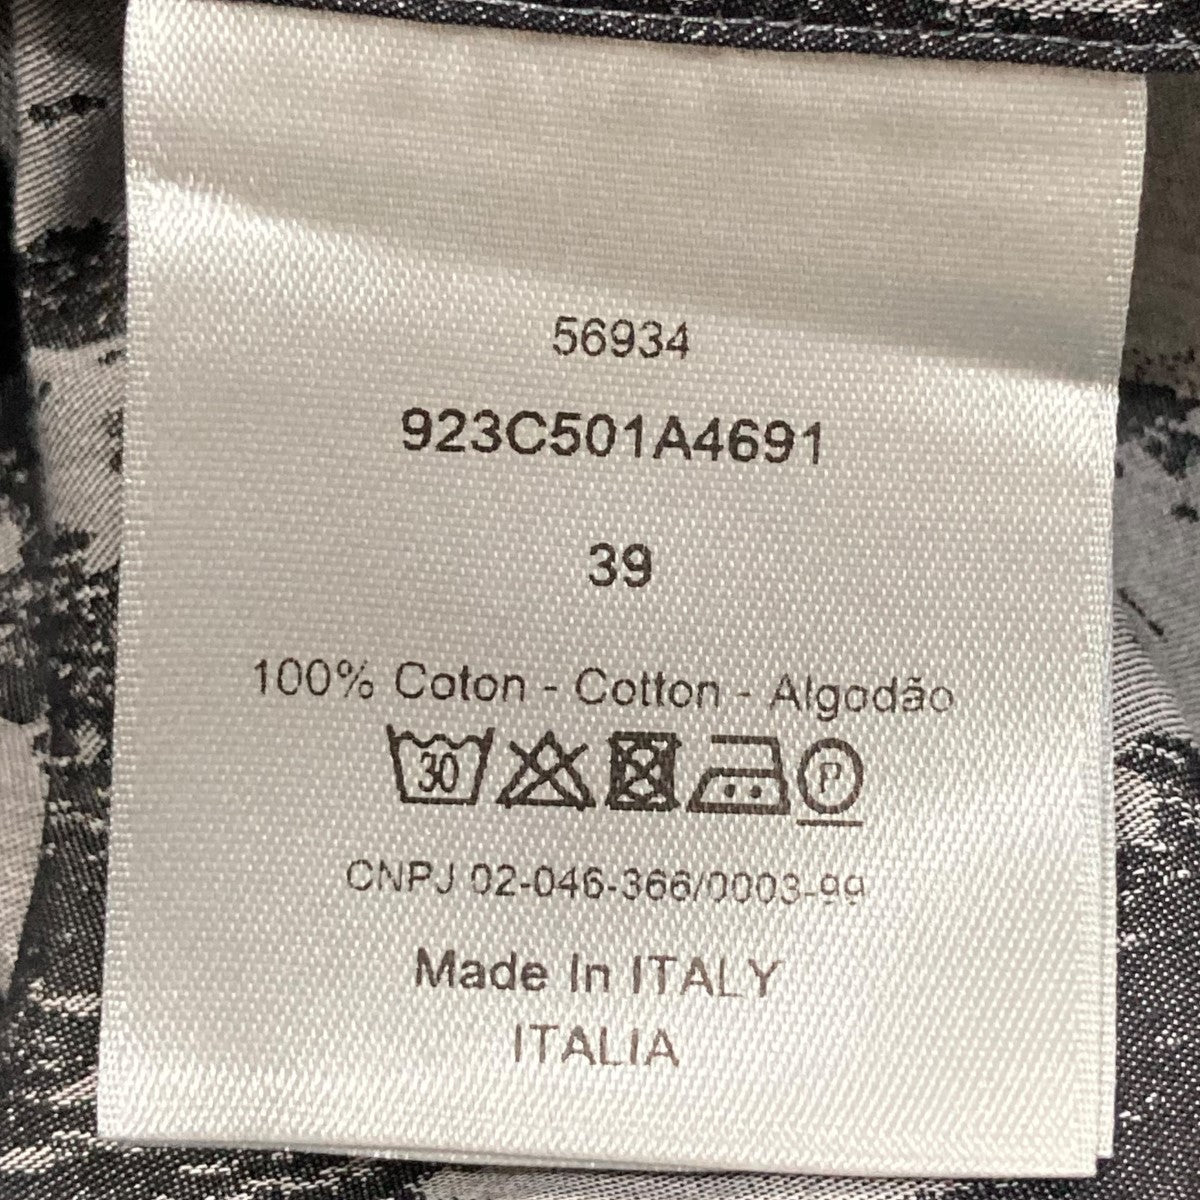 56934
923C501A4691
39
100% Coton - Cotton - Algodão
30 P
CNPJ 02-046-366/0003-99
Made In ITALY
ITALIA